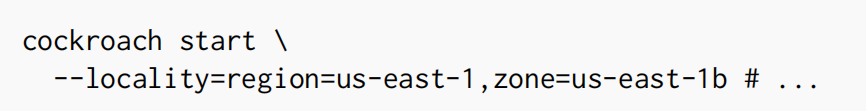 cockroach start \
  --locality=region=us-east-1,zone=us-east-1b # ...